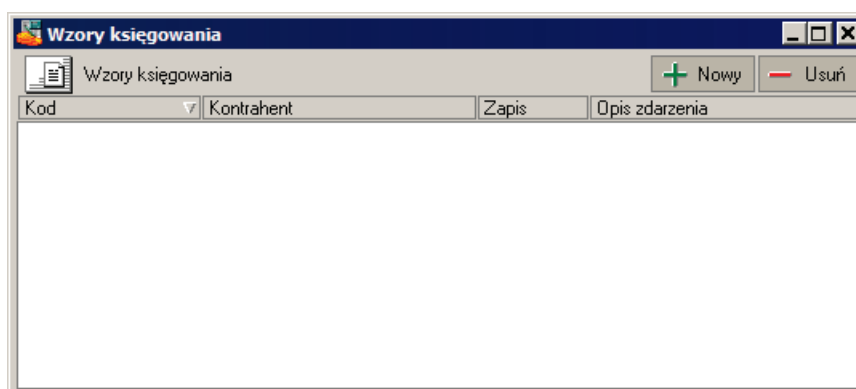 Wzory księgowania
Wzory księgowania Nowy Usuń
Kod Kontrahent Zapis Opis zdarzenia